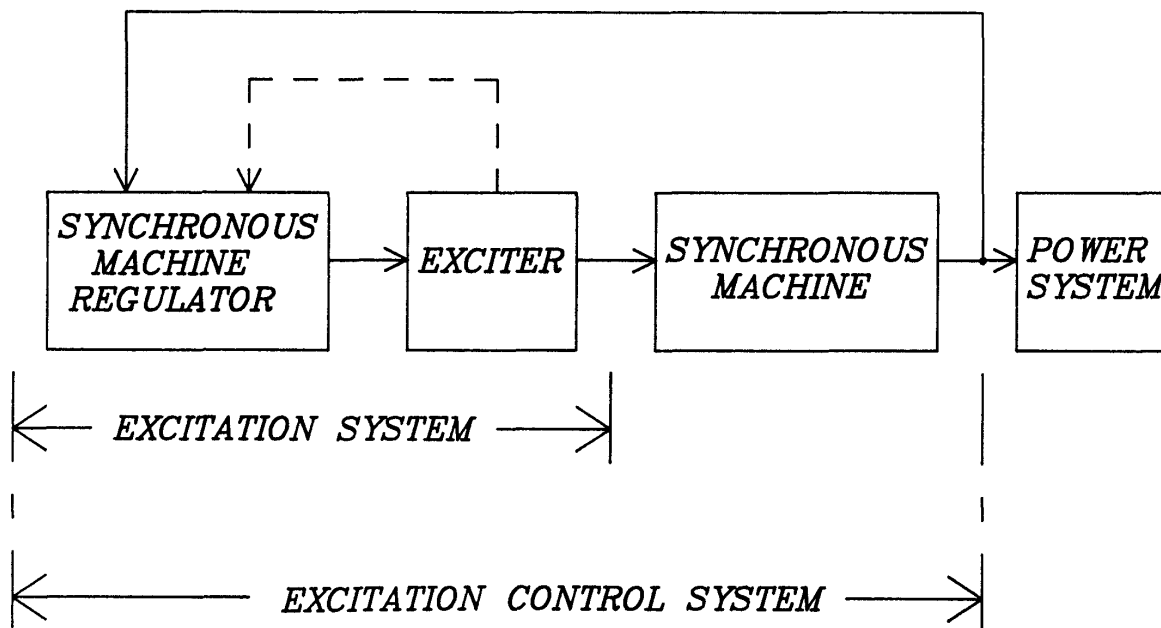 SYNCHRONOUS
MACHINE
REGULATOR
EXCITER
SYNCHRONOUS
MACHINE
POWER
SYSTEM
EXCITATION SYSTEM
EXCITATION CONTROL SYSTEM